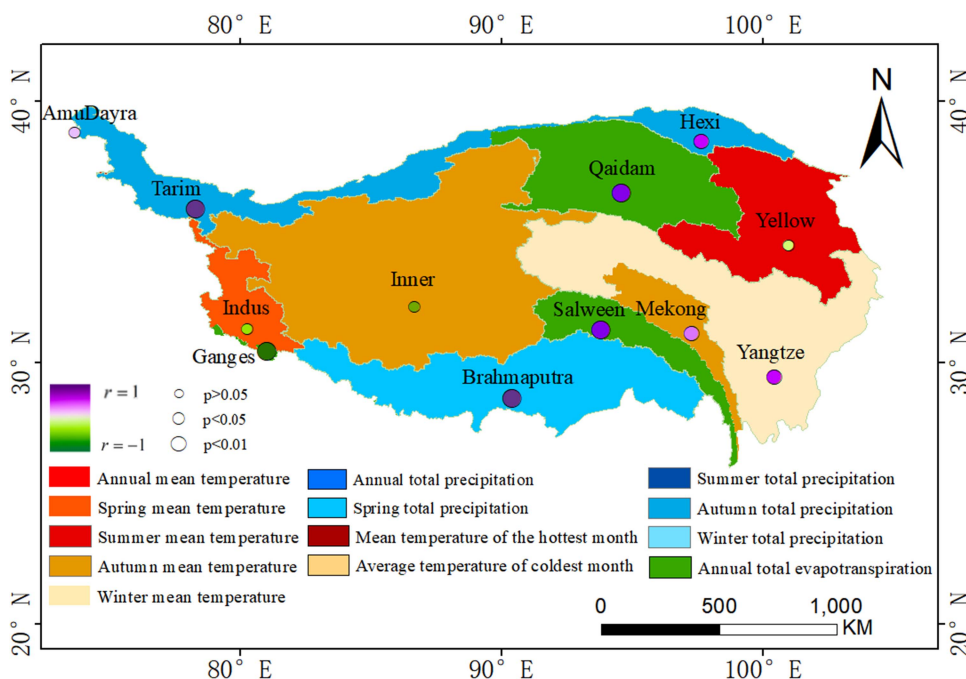 80° E 90° E 100° E
40° N
40° N
N
AmuDayra
Hexi
Qaidam
Tarim
Yellow
Inner
Indus
Salween Mekong
Ganges
Yangtze
30° N
30° N
Brahmaputra
r = 1
r = −1
p>0.05
p<0.05
p<0.01
Annual mean temperature
Spring mean temperature
Summer mean temperature
Autumn mean temperature
Winter mean temperature
Annual total precipitation
Spring total precipitation
Mean temperature of the hottest month
Average temperature of coldest month
Summer total precipitation
Autumn total precipitation
Winter total precipitation
Annual total evapotranspiration
0 500 1,000
KM
20° N
20° N
80° E 90° E 100° E